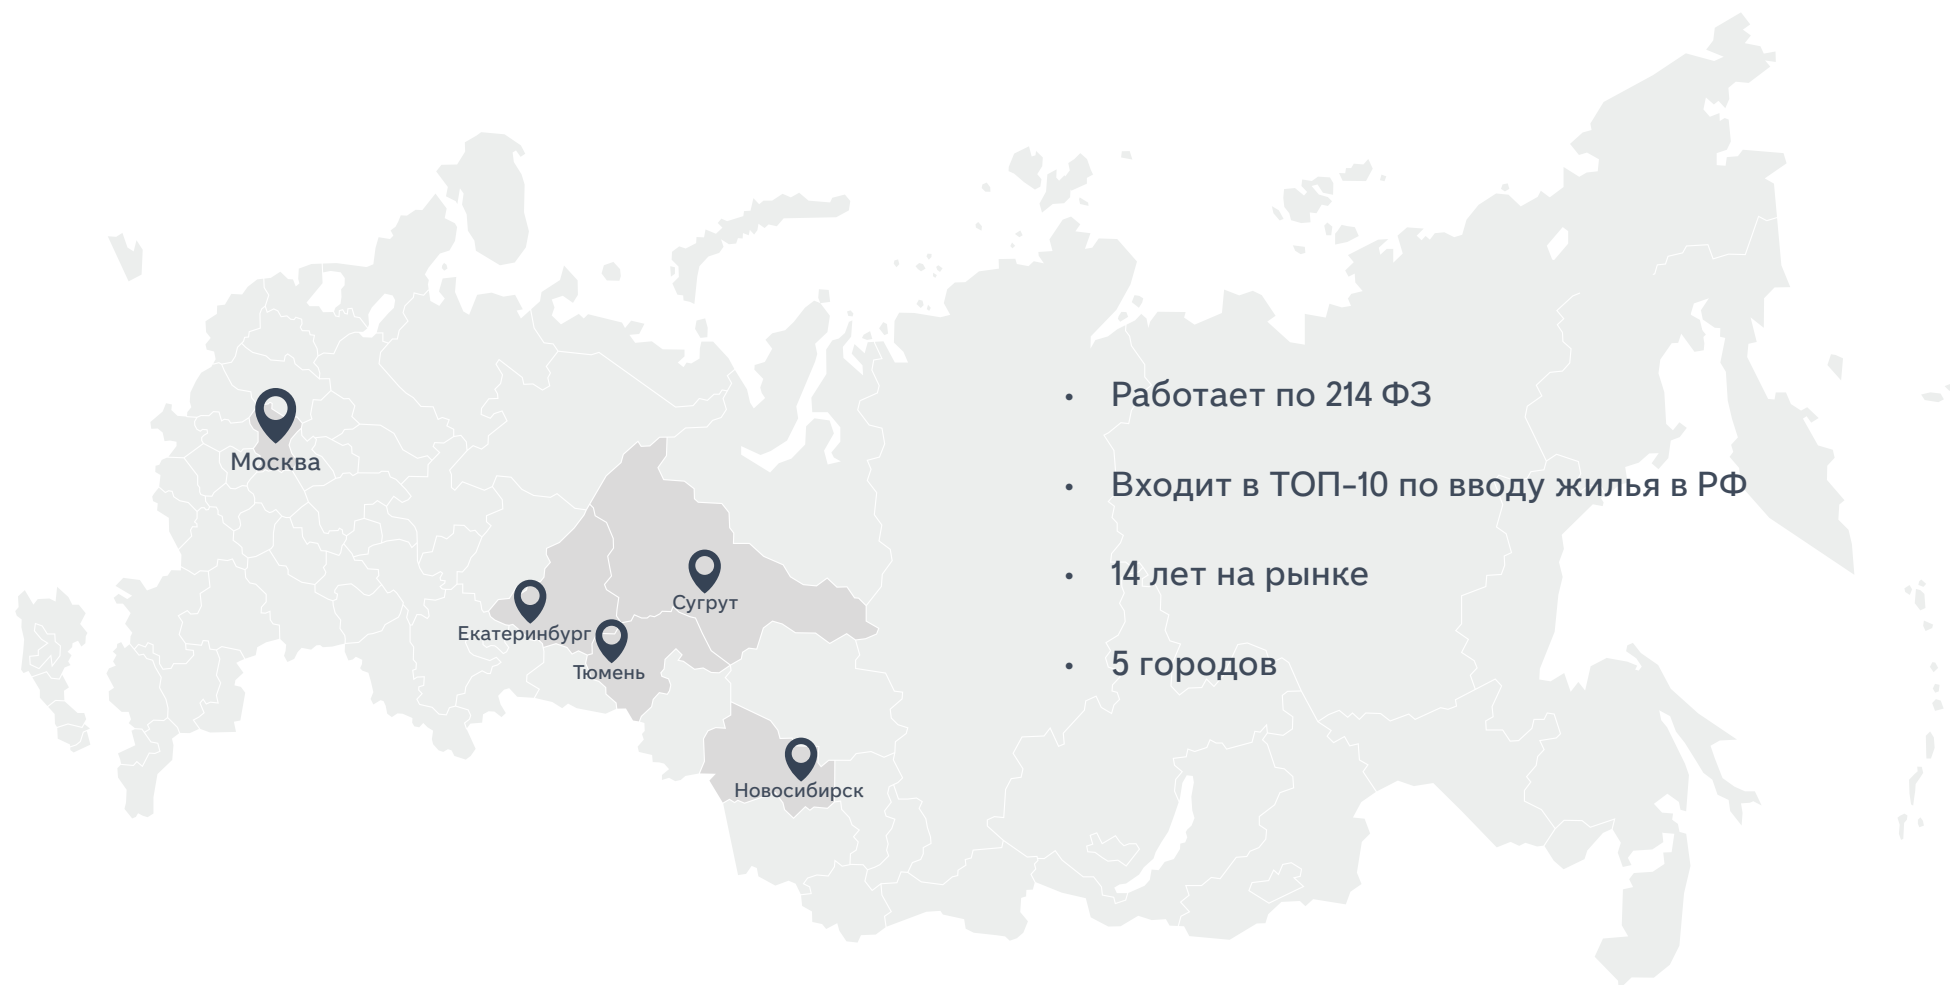 Москва
Сугрут
Екатеринбург
Тюмень
Новосибирск
• Работает по 214 ФЗ
• Входит в ТОП-10 по вводу жилья в РФ
• 14 лет на рынке
• 5 городов